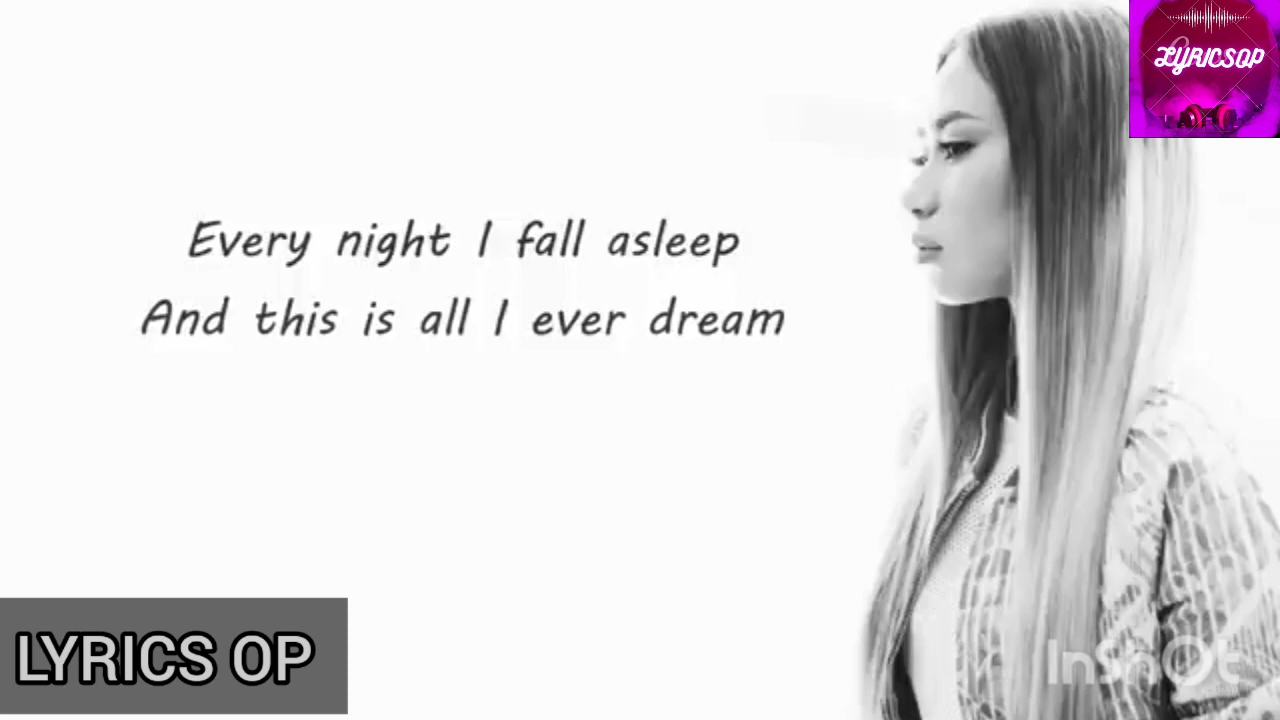 LYRICSOP
Every night I fall asleep
And this is all I ever dream
LYRICS OP
InShOt